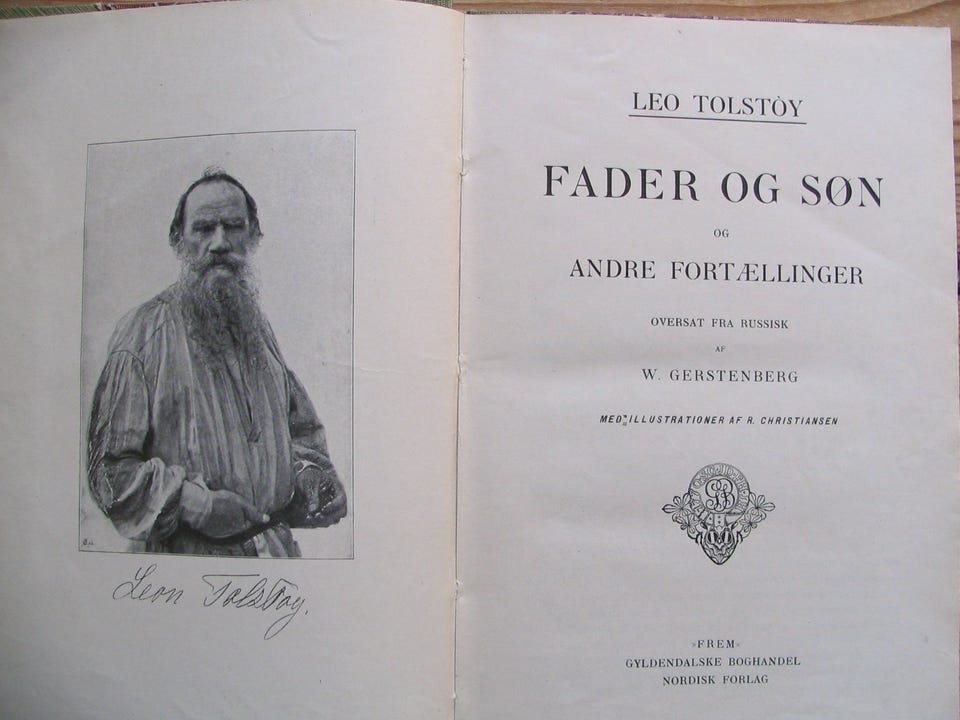 Leon Tolstoy.
LEO TOLSTÒY
FADER OG SØN
OG
ANDRE FORTÆLLINGER
OVERSAT FRA RUSSISK
AF
W. GERSTENBERG
MED ILLUSTRATIONER AF R. CHRISTIANSEN
»FREM«
GYLDENDALSKE BOGHANDEL
NORDISK FORLAG